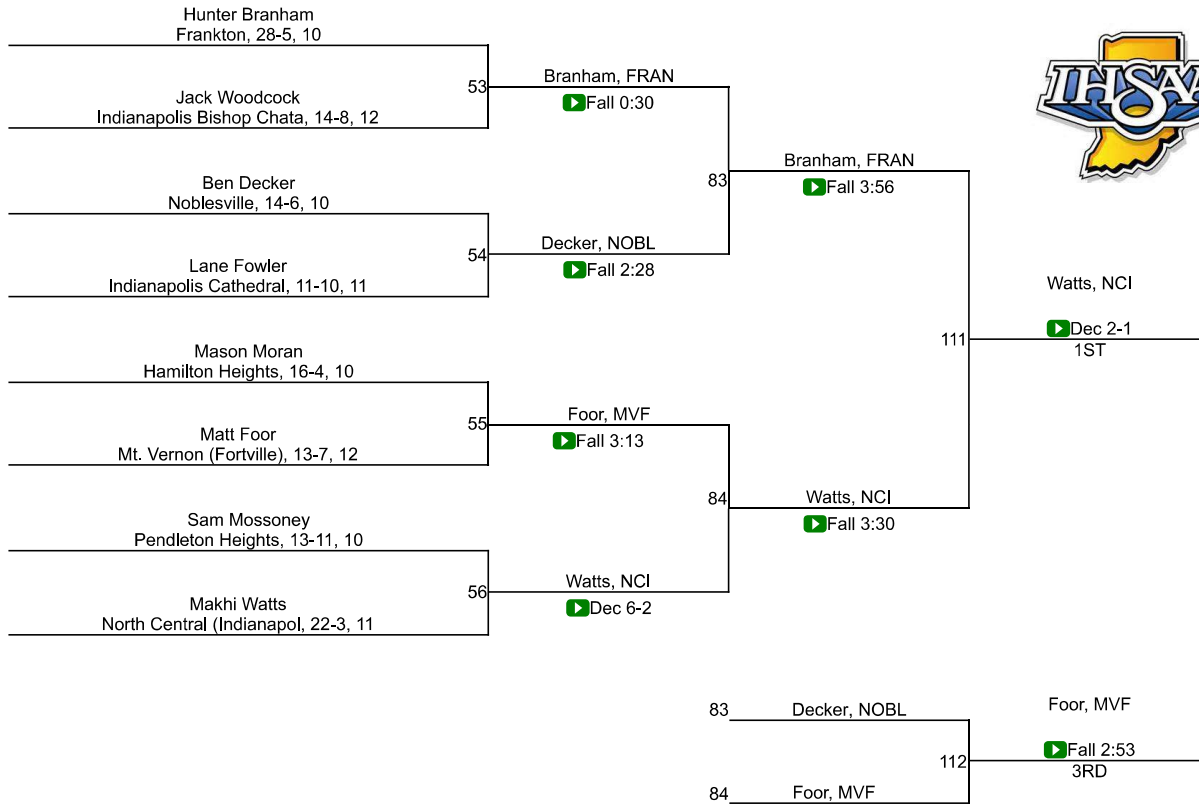 Hunter Branham
Frankton, 28-5, 10
53
Jack Woodcock
Indianapolis Bishop Chata, 14-8, 12
Branham, FRAN
Fall 0:30
Ben Decker
Noblesville, 14-6, 10
54
Lane Fowler
Indianapolis Cathedral, 11-10, 11
Decker, NOBL
Fall 2:28
83
Branham, FRAN
Fall 3:56
Mason Moran
Hamilton Heights, 16-4, 10
55
Matt Foor
Mt. Vernon (Fortville), 13-7, 12
Foor, MVF
Fall 3:13
Sam Mossoney
Pendleton Heights, 13-11, 10
56
Makhi Watts
North Central (Indianapol, 22-3, 11
Watts, NCI
Dec 6-2
84
Watts, NCI
Fall 3:30
111
Watts, NCI
Dec 2-1
1ST
IHSAA
83
Decker, NOBL
112
84
Foor, MVF
Foor, MVF
Fall 2:53
3RD